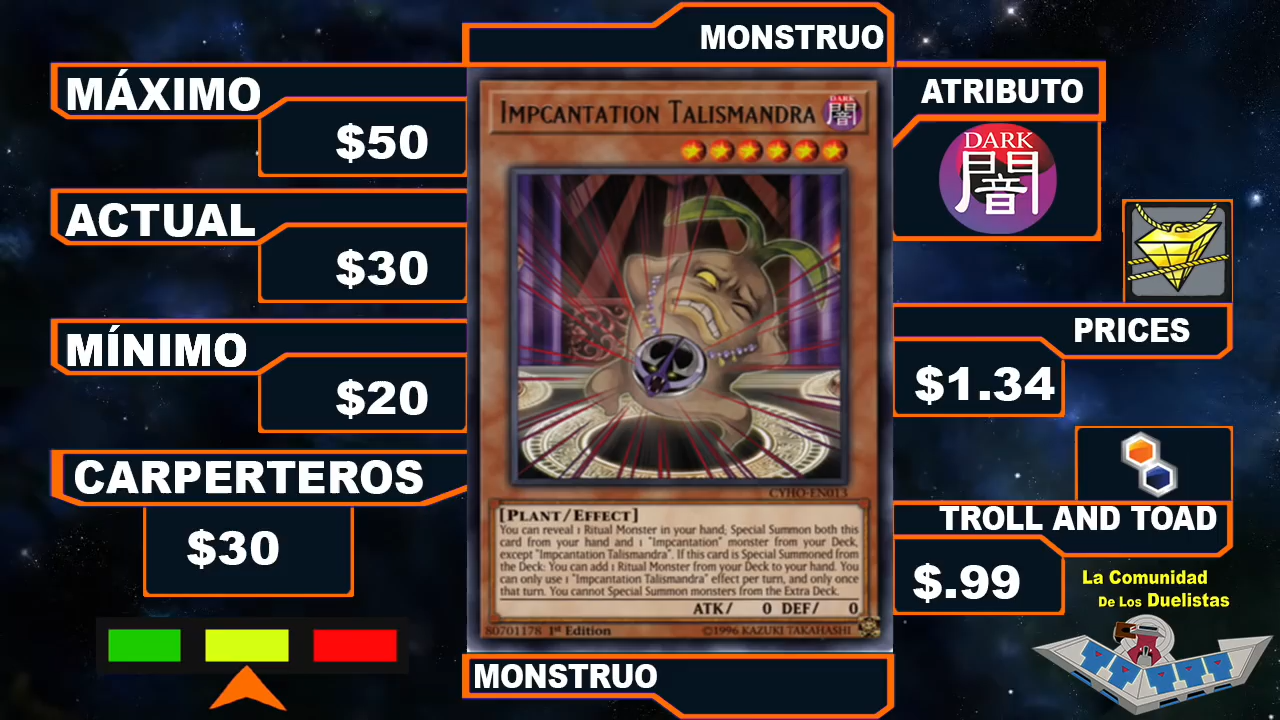 MONSTRUO
MÁXIMO
$50
ACTUAL
$30
MÍNIMO
$20
CARPERTEROS
$30
IMPCANTATION TALISMANDRA
DARK
闇
CYHO-EN013
[PLANT/EFFECT]
You can reveal 1 Ritual Monster in your hand; Special Summon both this
card from your hand and 1 "Impcantation" monster from your Deck,
except "Impcantation Talismandra". If this card is Special Summoned from
the Deck: You can add 1 Ritual Monster from your Deck to your hand. You
can only use 1 "Impcantation Talismandra" effect per turn, and only once
that turn. You cannot Special Summon monsters from the Extra Deck.
ATK/ 0 DEF/ 0
80701178 1st Edition ©1996 KAZUKI TAKAHASHI
MONSTRUO
ATRIBUTO
DARK
闇
PRICES
$1.34
TROLL AND TOAD
$.99
La Comunidad
De Los Duelistas